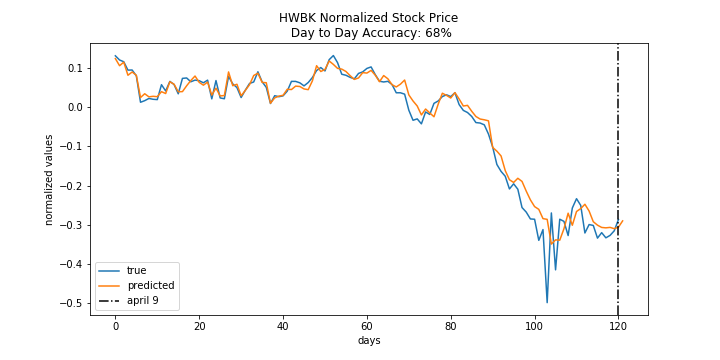 HWBK Normalized Stock Price
Day to Day Accuracy: 68%
normalized values
0.1
0.0
−0.1
−0.2
−0.3
−0.4
−0.5
true
predicted
april 9
0 20 40 60 80 100 120
days